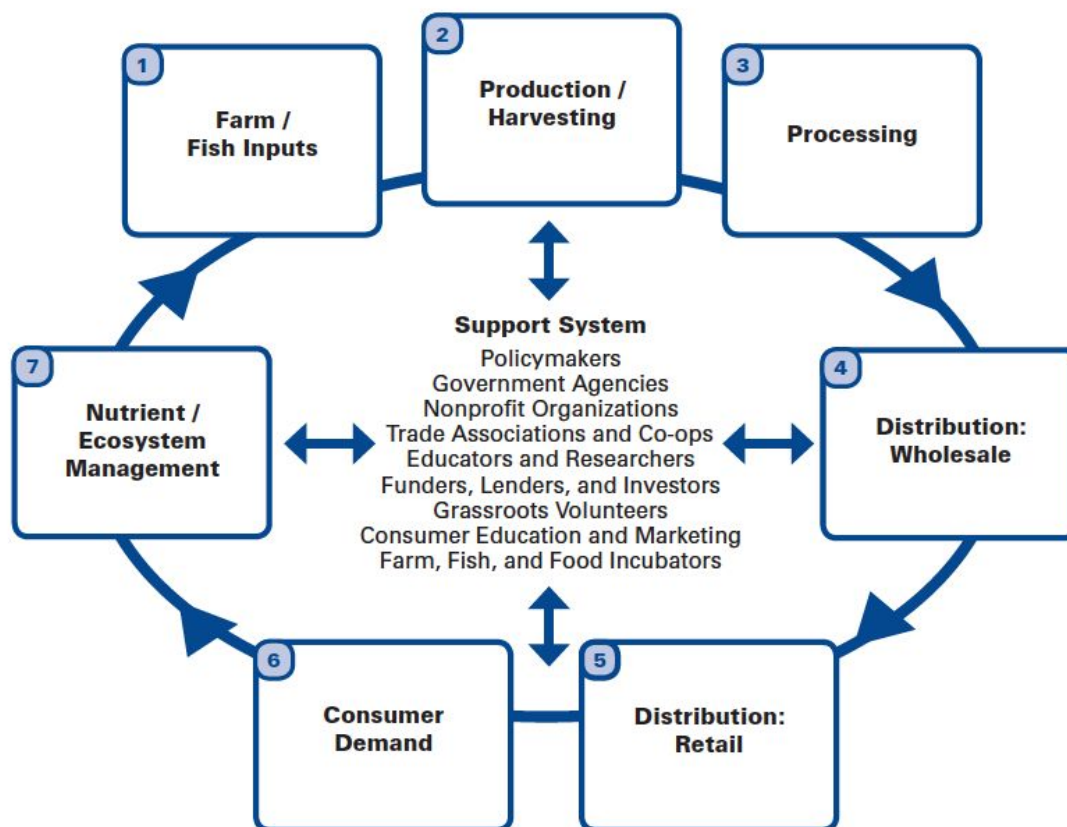 1
Farm /
Fish Inputs
2
Production /
Harvesting
3
Processing
4
Distribution:
Wholesale
5
Distribution:
Retail
6
Consumer
Demand
7
Nutrient /
Ecosystem
Management
Support System
Policymakers
Government Agencies
Nonprofit Organizations
Trade Associations and Co-ops
Educators and Researchers
Funders, Lenders, and Investors
Grassroots Volunteers
Consumer Education and Marketing
Farm, Fish, and Food Incubators